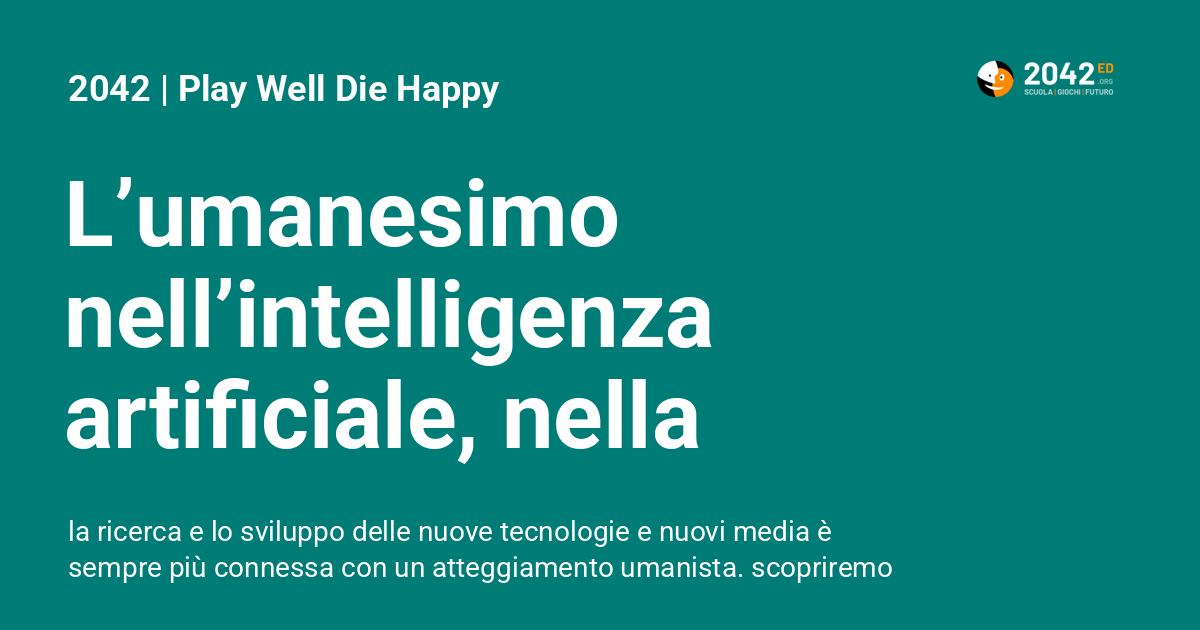 2042 | Play Well Die Happy
2042 ED
.ORG
SCUOLA | GIOCHI | FUTURO
L’umanesimo
nell’intelligenza
artificiale, nella
la ricerca e lo sviluppo delle nuove tecnologie e nuovi media è
sempre più connessa con un atteggiamento umanista. scopriremo